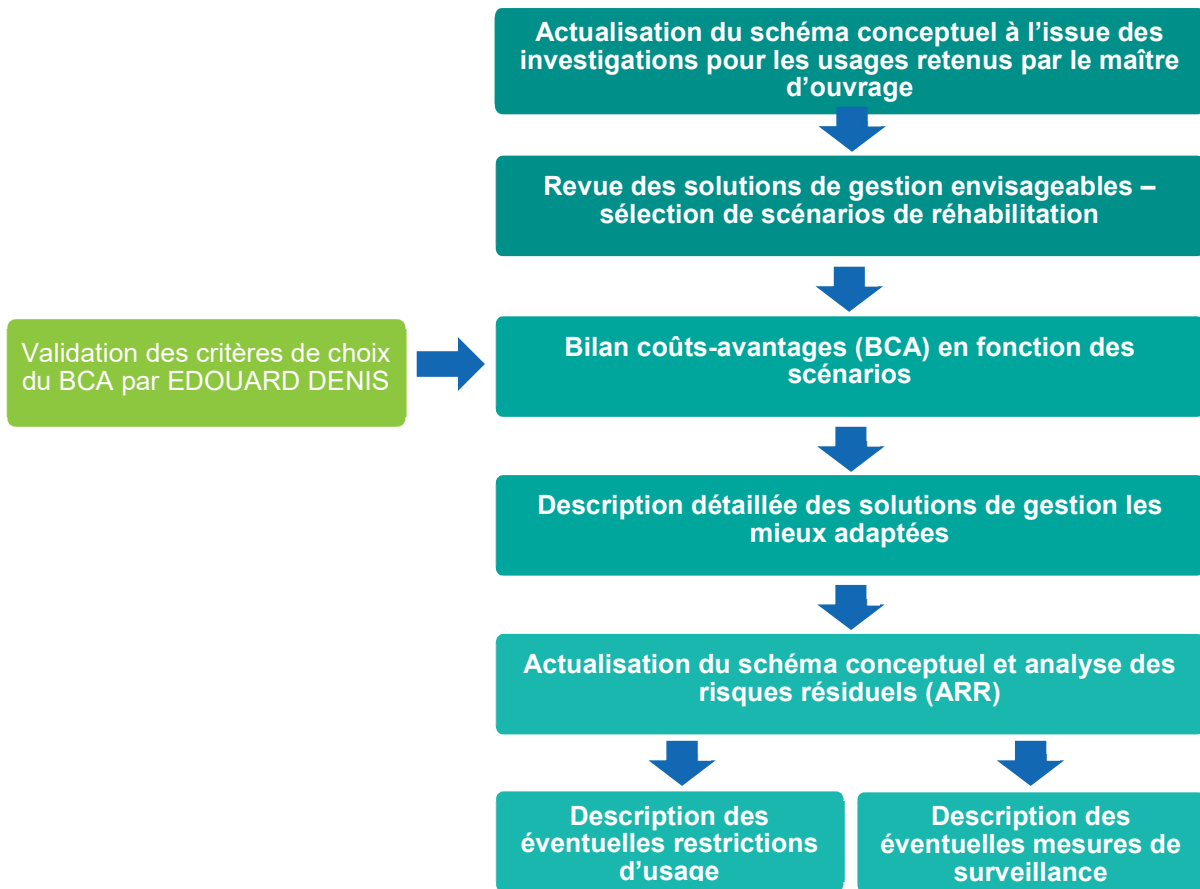 Actualisation du schéma conceptuel à l’issue des
investigations pour les usages retenus par le maître
d’ouvrage
Revue des solutions de gestion envisageables –
sélection de scénarios de réhabilitation
Validation des critères de choix
du BCA par EDOUARD DENIS
Bilan coûts-avantages (BCA) en fonction des
scénarios
Description détaillée des solutions de gestion les
mieux adaptées
Actualisation du schéma conceptuel et analyse des
risques résiduels (ARR)
Description des
éventuelles restrictions
d’usage
Description des
éventuelles mesures de
surveillance